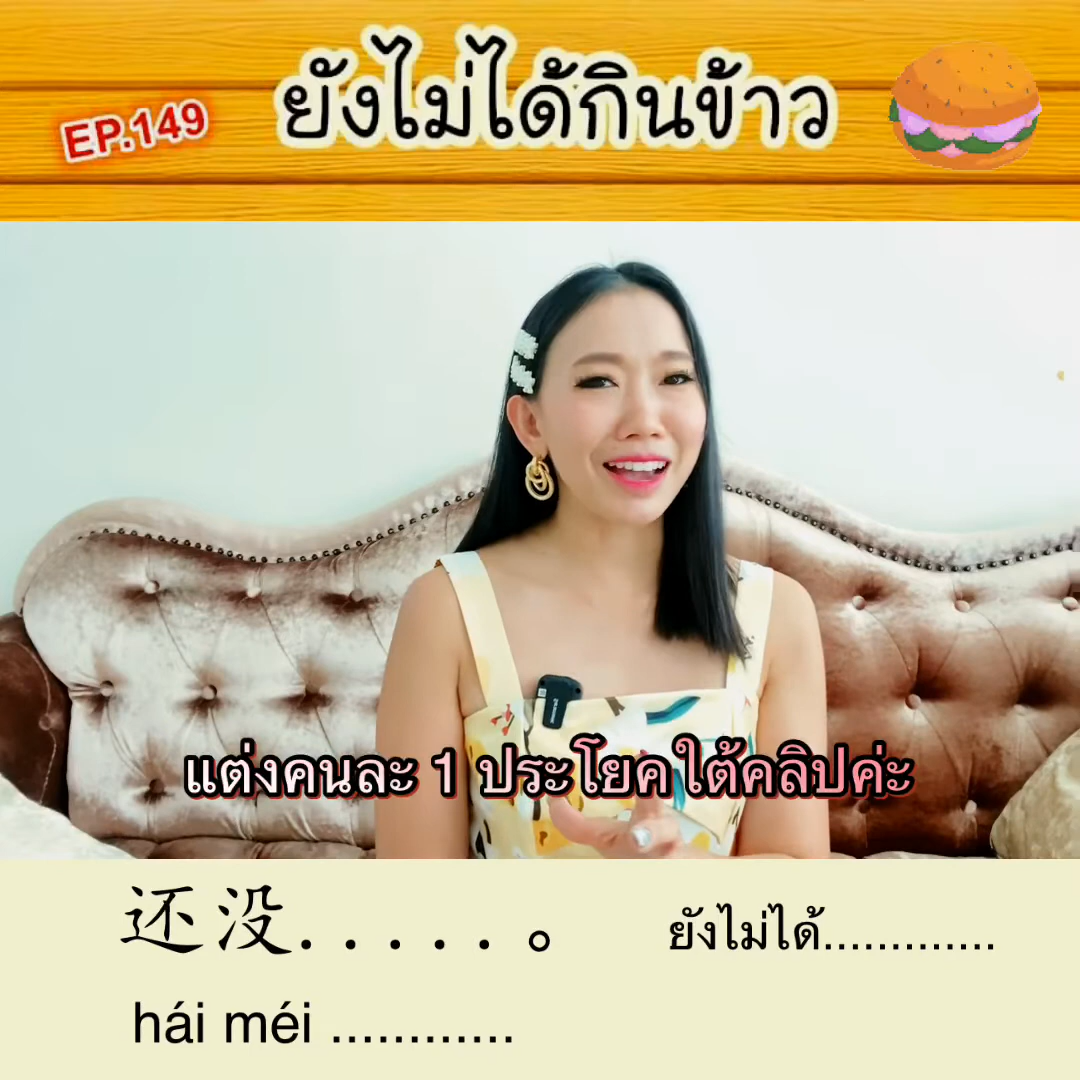 ยังไม่ได้กินข้าว
EP.149
แต่งคนละ 1 ประโยคใต้คลิปค่ะ
还没......。
ยังไม่ได้.............
hái méi ............